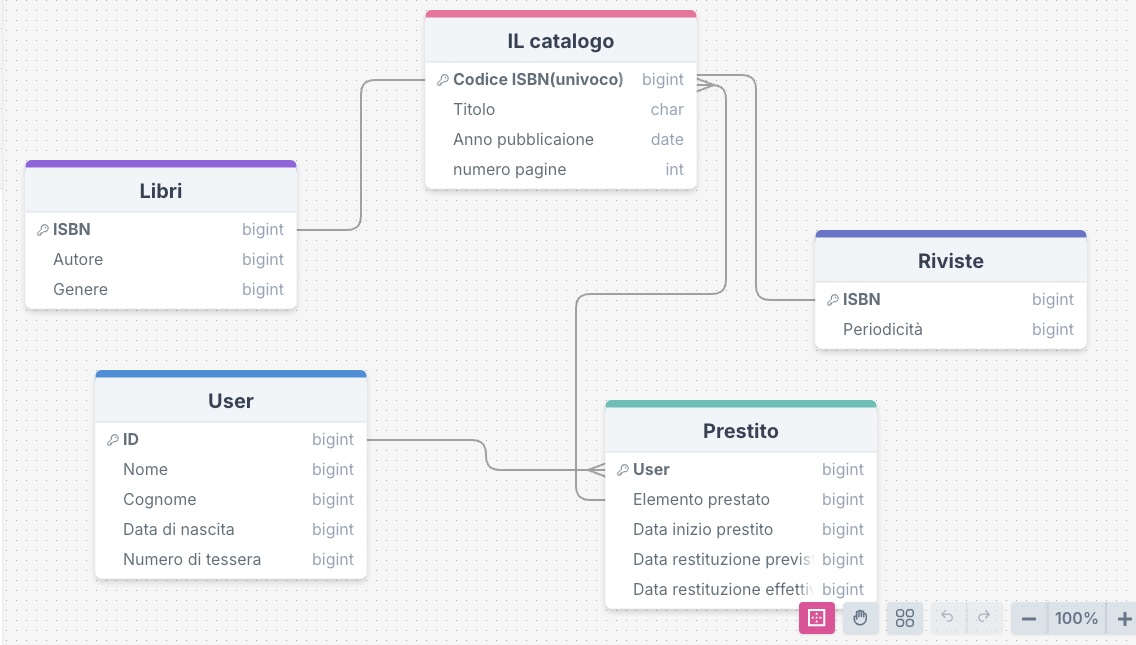 IL catalogo
Codice ISBN(univoco) bigint
Titolo char
Anno pubblicaione date
numero pagine int
Libri
ISBN bigint
Autore bigint
Genere bigint
Riviste
ISBN bigint
Periodicità bigint
User
ID bigint
Nome bigint
Cognome bigint
Data di nascita bigint
Numero di tessera bigint
Prestito
User bigint
Elemento prestato bigint
Data inizio prestito bigint
Data restituzione previs bigint
Data restituzione effetti bigint
100%